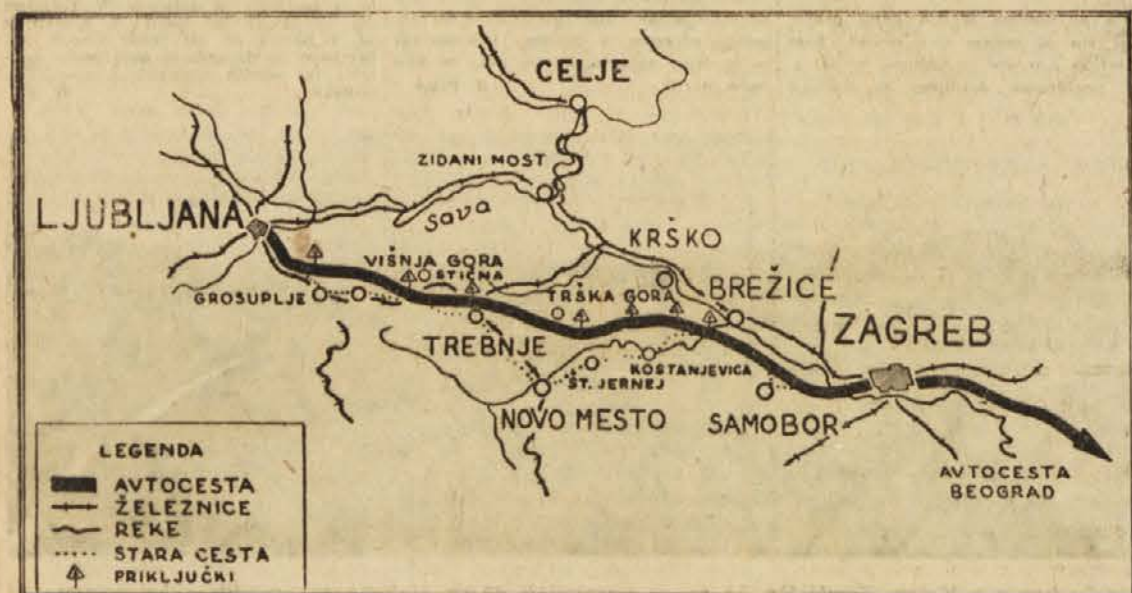 CELJE
ZIDANI MOST
LJUBLJANA
Sava
KRŠKO
VIŠNJA GORA
STIČNA
GROSUPLJE
TRŠKA GORA
BREŽICE
ZAGREB
TREBNJE
KOSTANJEVICA
ŠT. JERNEJ
NOVO MESTO
SAMOBOR
AVTOCESTA
BEOGRAD
LEGENDA
AVTOCESTA
ŽELEZNICE
REKE
STARA CESTA
PRIKLJUČKI